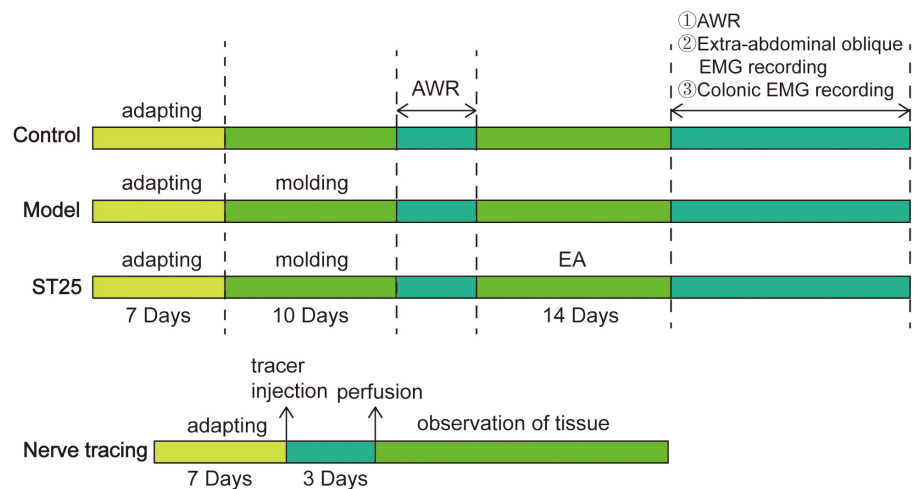 ①AWR
②Extra-abdominal oblique
EMG recording
③Colonic EMG recording
AWR
adapting
Control
adapting molding
Model
adapting molding EA
ST25
7 Days 10 Days 14 Days
tracer
injection perfusion
adapting observation of tissue
Nerve tracing
7 Days 3 Days